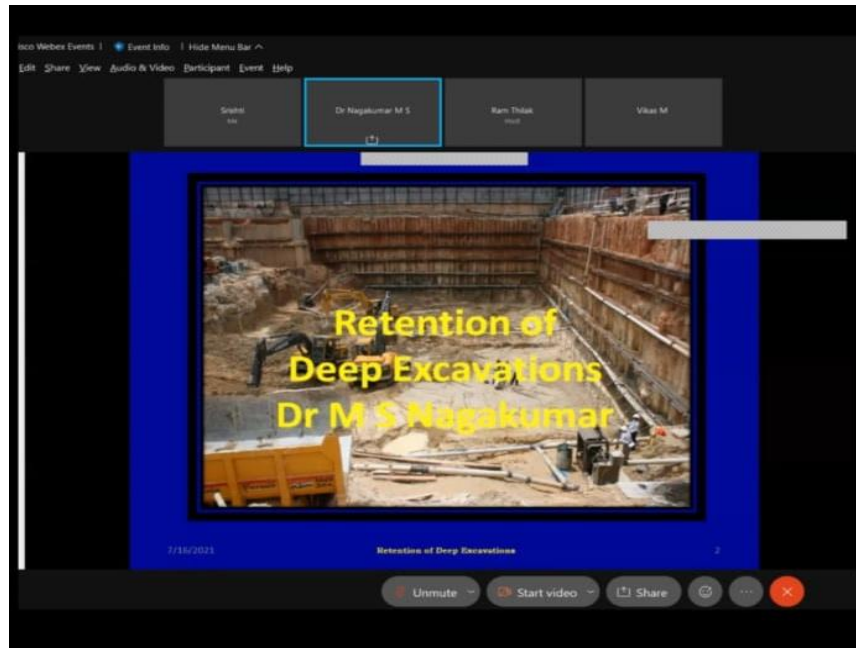 isco Webex Events | Event Info | Hide Menu Bar ^
Edit Share View Audio & Video Participant Event Help
Srishti
Me
Dr Nagakumar M S
Ram Thilak
Host
Vikas M
Retention of
Deep Excavations
Dr M S Nagakumar
7/16/2021 Retention of Deep Excavations 2
Unmute Start video Share